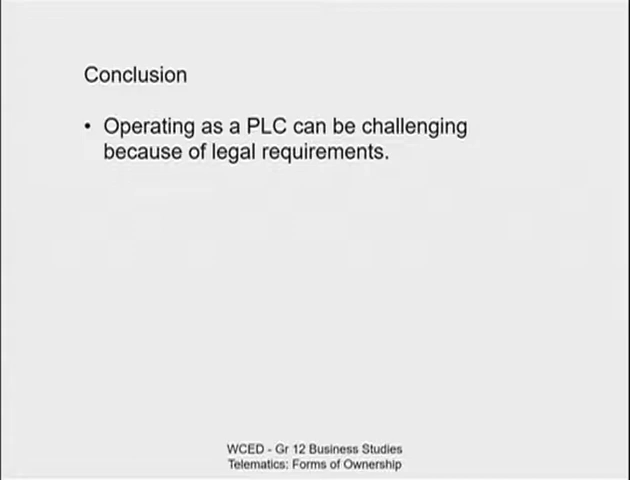 Conclusion
• Operating as a PLC can be challenging
because of legal requirements.
WCED - Gr 12 Business Studies
Telematics: Forms of Ownership